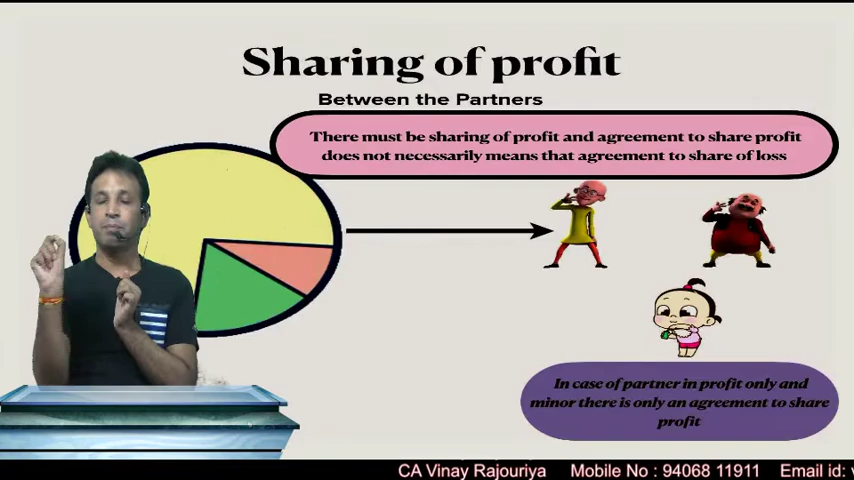 Sharing of profit
Between the Partners
There must be sharing of profit and agreement to share profit
does not necessarily means that agreement to share of loss
In case of partner in profit only and
minor there is only an agreement to share
profit
CA Vinay Rajouriya Mobile No : 94068 11911 Email id: